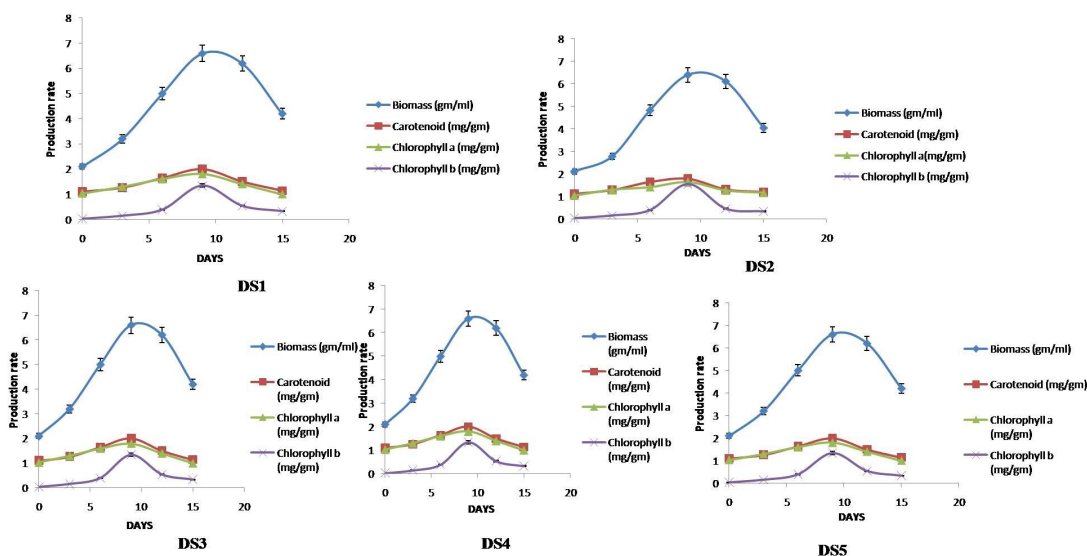 8
7
6
5
4
3
2
1
0
Production rate
0 5 10 15 20
DAYS
Biomass (gm/ml)
Carotenoid (mg/gm)
Chlorophyll a (mg/gm)
Chlorophyll b (mg/gm)
DS1
8
7
6
5
4
3
2
1
0
Production rate
0 5 10 15 20
DAYS
Biomass (gm/ml)
Carotenoid (mg/gm)
Chlorophyll a(mg/gm)
Chlorophyll b (mg/gm)
DS2
8
7
6
5
4
3
2
1
0
Production rate
0 5 10 15 20
DAYS
Biomass (gm/ml)
Carotenoid
(mg/gm)
Chlorophyll a
(mg/gm)
Chlorophyll b
(mg/gm)
DS3
8
7
6
5
4
3
2
1
0
Production rate
0 5 10 15 20
DAYS
Biomass
(gm/ml)
Carotenoid
(mg/gm)
Chlorophyll a
(mg/gm)
Chlorophyll b
(mg/gm)
DS4
8
7
6
5
4
3
2
1
0
Production rate
0 5 10 15 20
DAYS
Biomass (gm/ml)
Carotenoid (mg/gm)
Chlorophyll a
(mg/gm)
Chlorophyll b
(mg/gm)
DS5